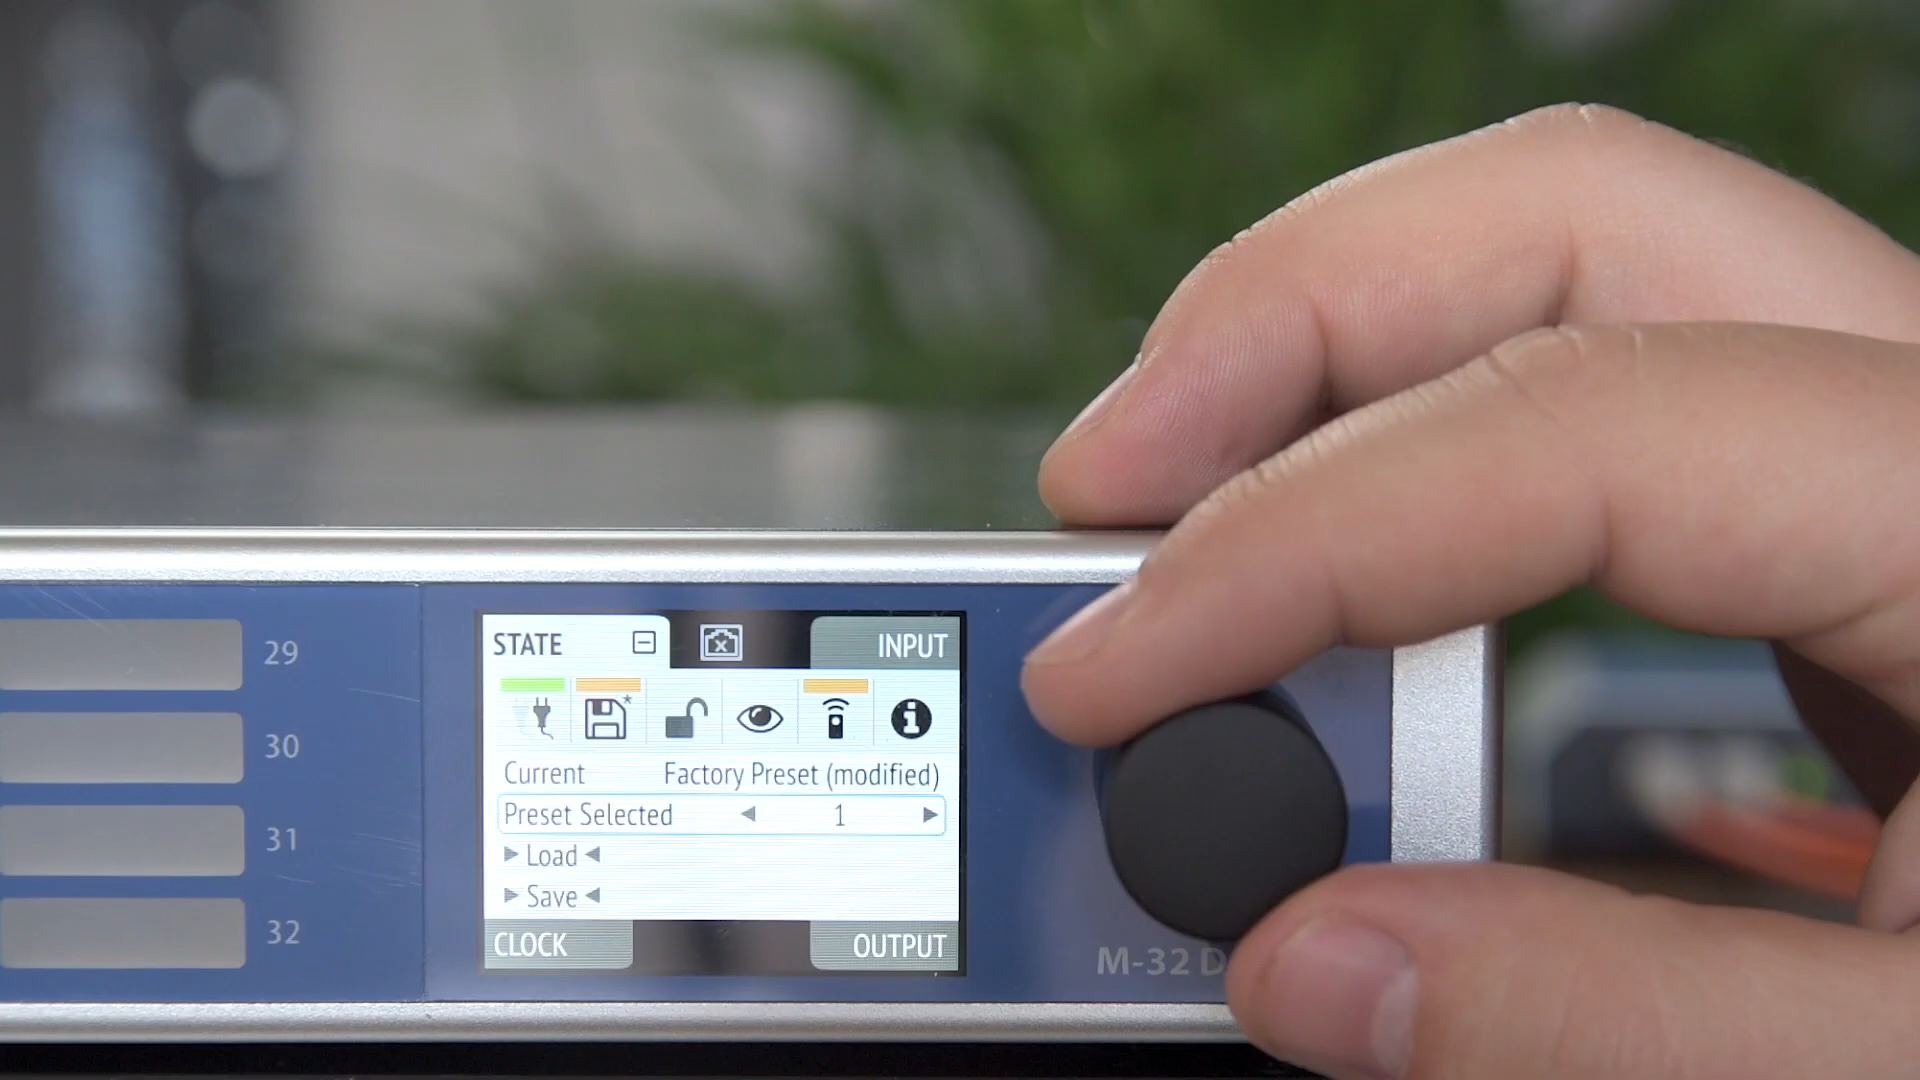 29
30
31
32
STATE
INPUT
Current Factory Preset (modified)
Preset Selected 1
Load
Save
CLOCK
OUTPUT
M-32 D